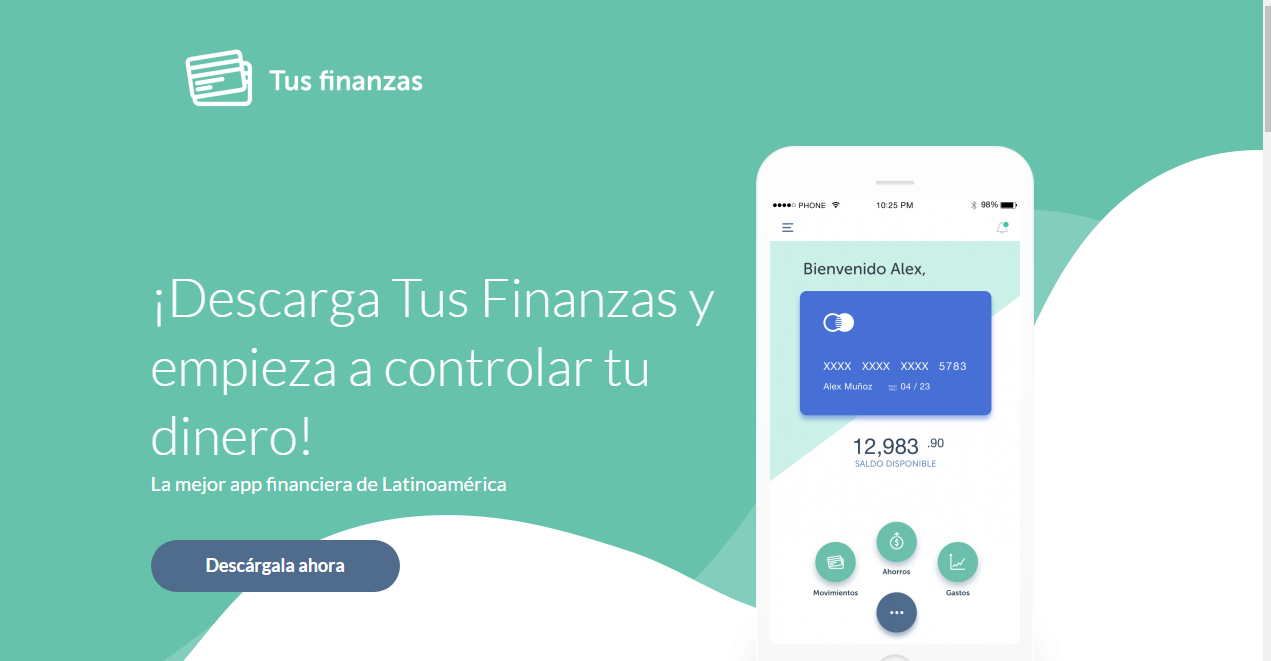 Tus finanzas
¡Descarga Tus Finanzas y
empieza a controlar tu
dinero!
La mejor app financiera de Latinoamérica
Descárgala ahora
PHONE 10:25 PM 98%
Bienvenido Alex,
XXXX XXXX XXXX 5783
Alex Muñoz 04 / 23
12,983 .90
SALDO DISPONIBLE
Ahorros
Movimientos Gastos